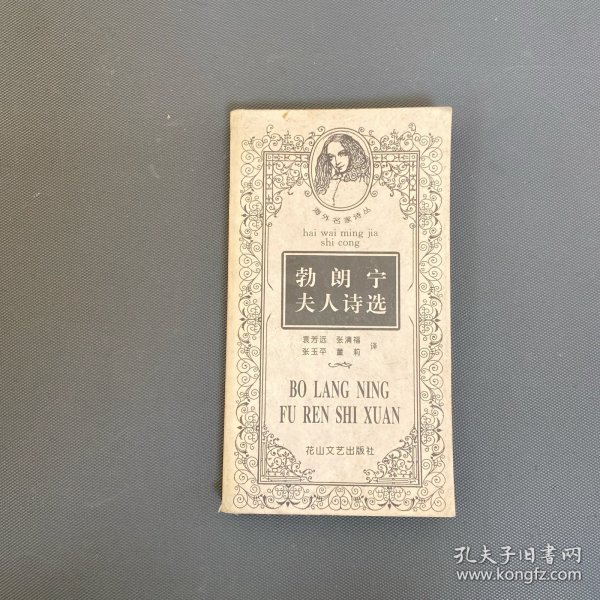 海外名家诗丛
hai wai ming jia
shi cong
勃朗宁
夫人诗选
袁芳远 张清福
张玉平 董莉 译
BO LANG NING
FU REN SHI XUAN
花山文艺出版社
孔夫子旧书网
www.kongfz.com